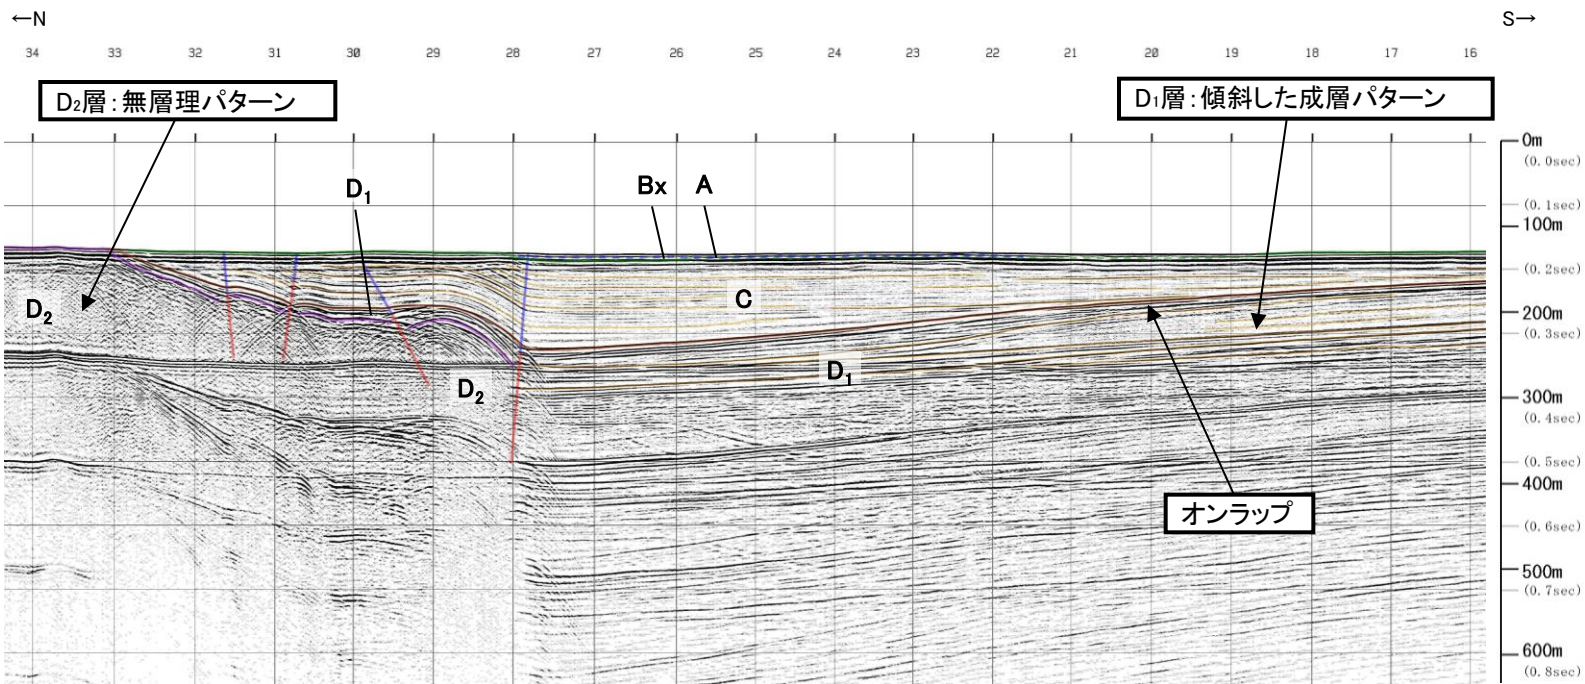 ←N
S→
34 33 32 31 30 29 28 27 26 25 24 23 22 21 20 19 18 17 16
D₂層:無層理パターン
D₁層:傾斜した成層パターン
0m
(0.0sec)
D₁
Bx
A
(0.1sec)
100m
(0.2sec)
C
D₂
200m
(0.3sec)
D₁
D₂
300m
(0.4sec)
(0.5sec)
400m
オンラップ
(0.6sec)
500m
(0.7sec)
600m
(0.8sec)